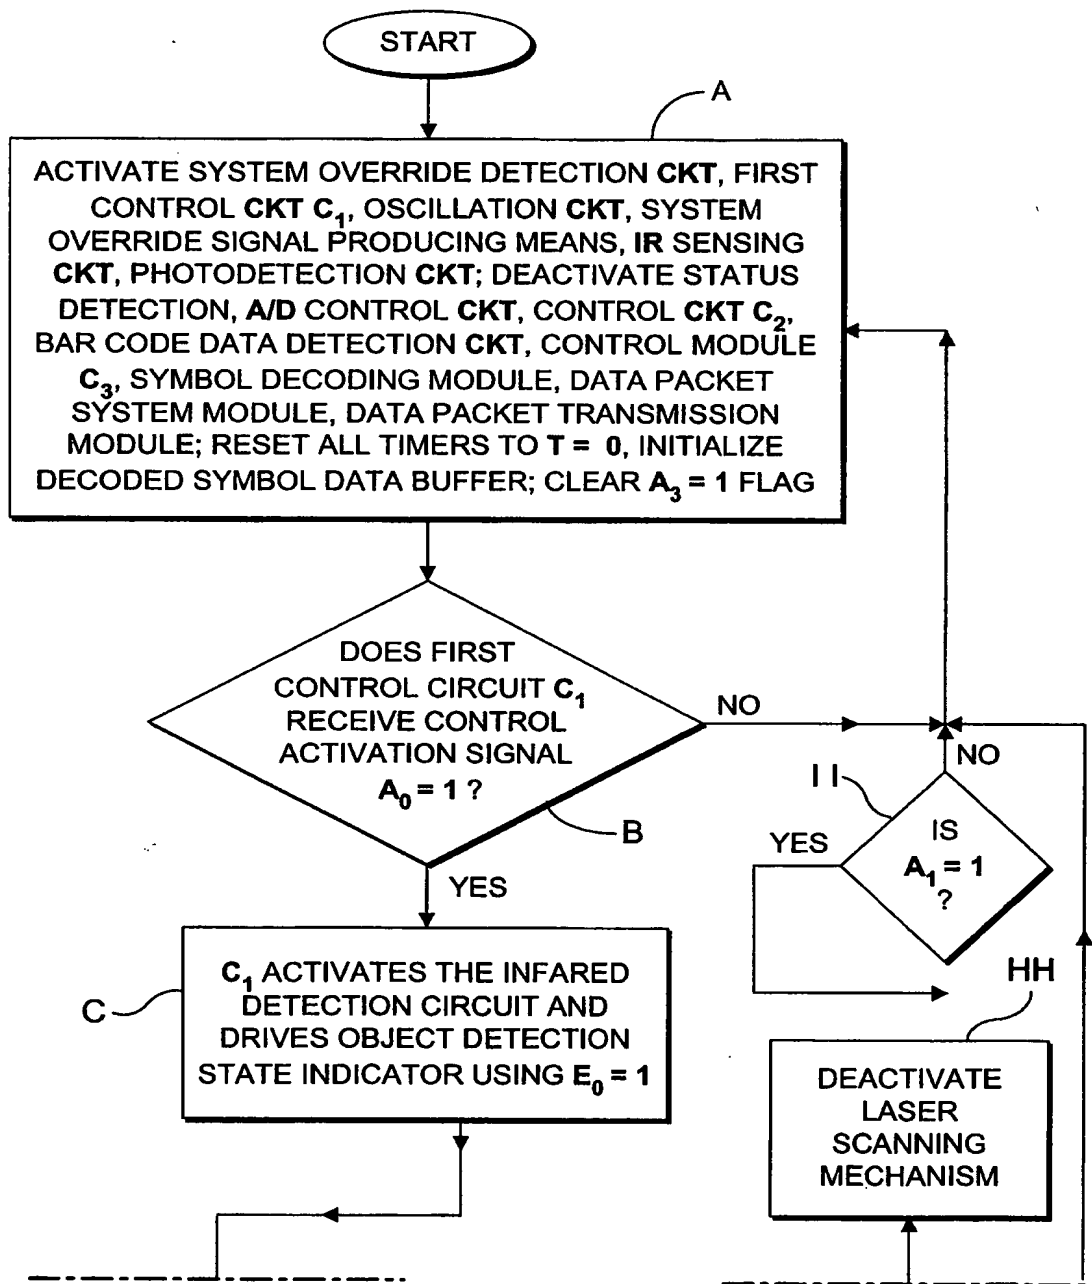 START
A
ACTIVATE SYSTEM OVERRIDE DETECTION CKT, FIRST
CONTROL CKT C₁, OSCILLATION CKT, SYSTEM
OVERRIDE SIGNAL PRODUCING MEANS, IR SENSING
CKT, PHOTODETECTION CKT; DEACTIVATE STATUS
DETECTION, A/D CONTROL CKT, CONTROL CKT C₂,
BAR CODE DATA DETECTION CKT, CONTROL MODULE
C₃, SYMBOL DECODING MODULE, DATA PACKET
SYSTEM MODULE, DATA PACKET TRANSMISSION
MODULE; RESET ALL TIMERS TO T = 0, INITIALIZE
DECODED SYMBOL DATA BUFFER; CLEAR A₃ = 1 FLAG
DOES FIRST
CONTROL CIRCUIT C₁
RECEIVE CONTROL
ACTIVATION SIGNAL
A₀ = 1 ?
NO
B
YES
C₁ ACTIVATES THE INFARED
DETECTION CIRCUIT AND
DRIVES OBJECT DETECTION
STATE INDICATOR USING E₀ = 1
C
NO
II
YES
IS
A₁ = 1
?
HH
DEACTIVATE
LASER
SCANNING
MECHANISM